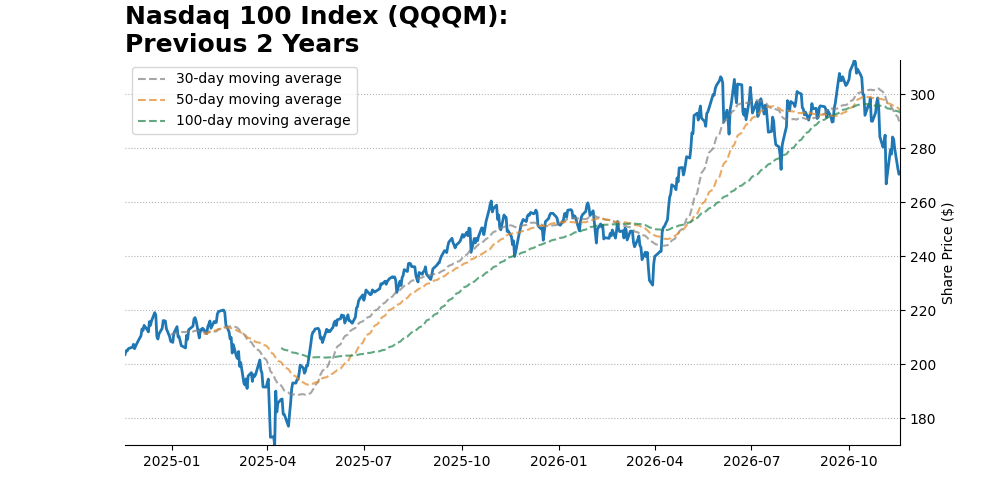 Nasdaq 100 Index (QQQM):
Previous 2 Years
30-day moving average
50-day moving average
100-day moving average
300
280
260
240
220
200
180
Share Price ($)
2025-01 2025-04 2025-07 2025-10 2026-01 2026-04 2026-07 2026-10